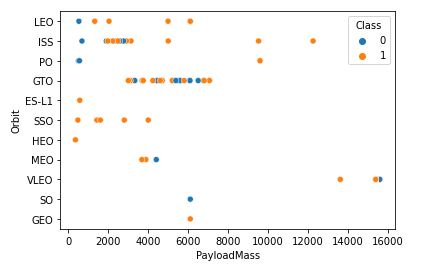 Class
0
1
LEO
ISS
PO
GTO
ES-L1
SSO
HEO
MEO
VLEO
SO
GEO
Orbit
0 2000 4000 6000 8000 10000 12000 14000 16000
PayloadMass